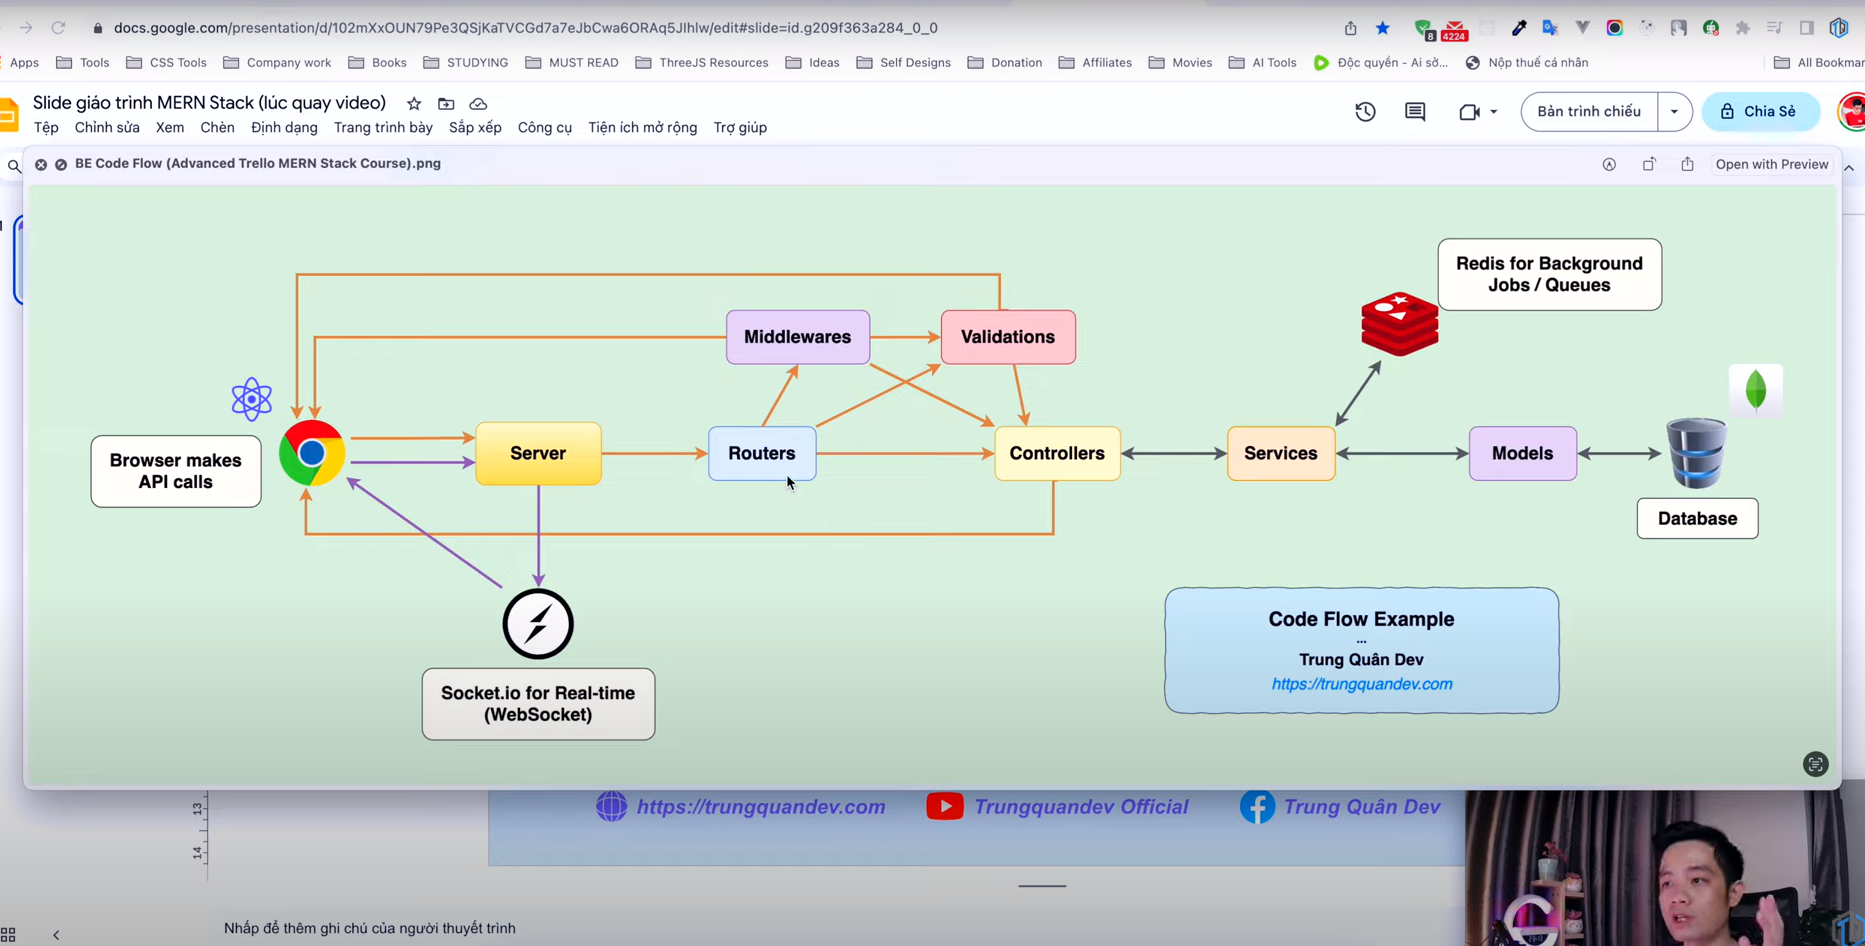 docs.google.com/presentation/d/102mXxOUN79Pe3QSjKaTVCGd7a7eJbCwa6ORAq5Jlhlw/edit#slide=id.g209f363a284_0_0
8
4224
Apps
Tools
CSS Tools
Company work
Books
STUDYING
MUST READ
ThreeJS Resources
Ideas
Self Designs
Donation
Affiliates
Movies
AI Tools
Độc quyền - Ai sờ...
Nộp thuế cá nhân
All Bookmar
Slide giáo trình MERN Stack (lúc quay video)
Tệp
Chỉnh sửa
Xem
Chèn
Định dạng
Trang trình bày
Sắp xếp
Công cụ
Tiện ích mở rộng
Trợ giúp
Bản trình chiếu
Chia Sẻ
BE Code Flow (Advanced Trello MERN Stack Course).png
Open with Preview
1
Redis for Background
Jobs / Queues
Middlewares
Validations
Browser makes
API calls
Server
Routers
Controllers
Services
Models
Database
Socket.io for Real-time
(WebSocket)
Code Flow Example
...
Trung Quân Dev
https://trungquandev.com
13
14
https://trungquandev.com
Trungquandev Official
Trung Quân Dev
Nhấp để thêm ghi chú của người thuyết trình